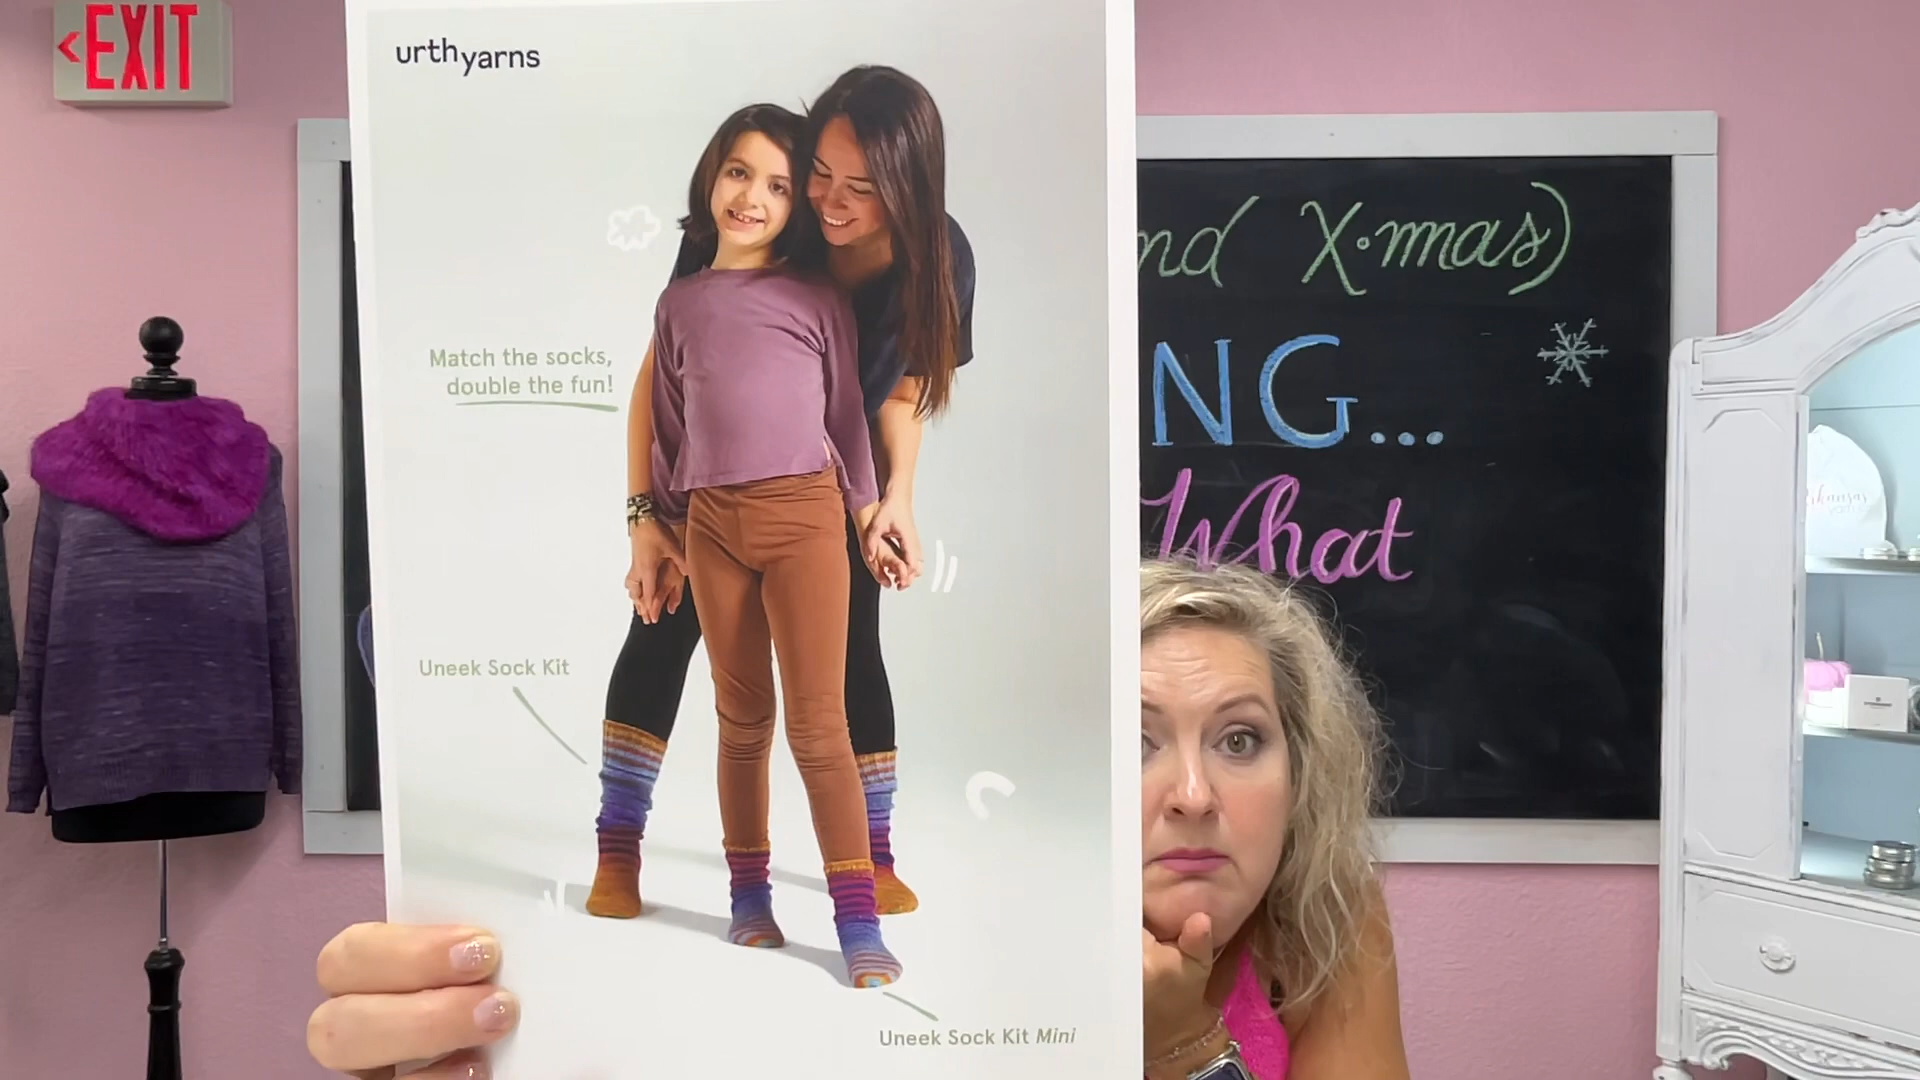 EXIT
urthyarns
Match the socks,
double the fun!
Uneek Sock Kit
Uneek Sock Kit Mini
nd X-mas)
NG...
What